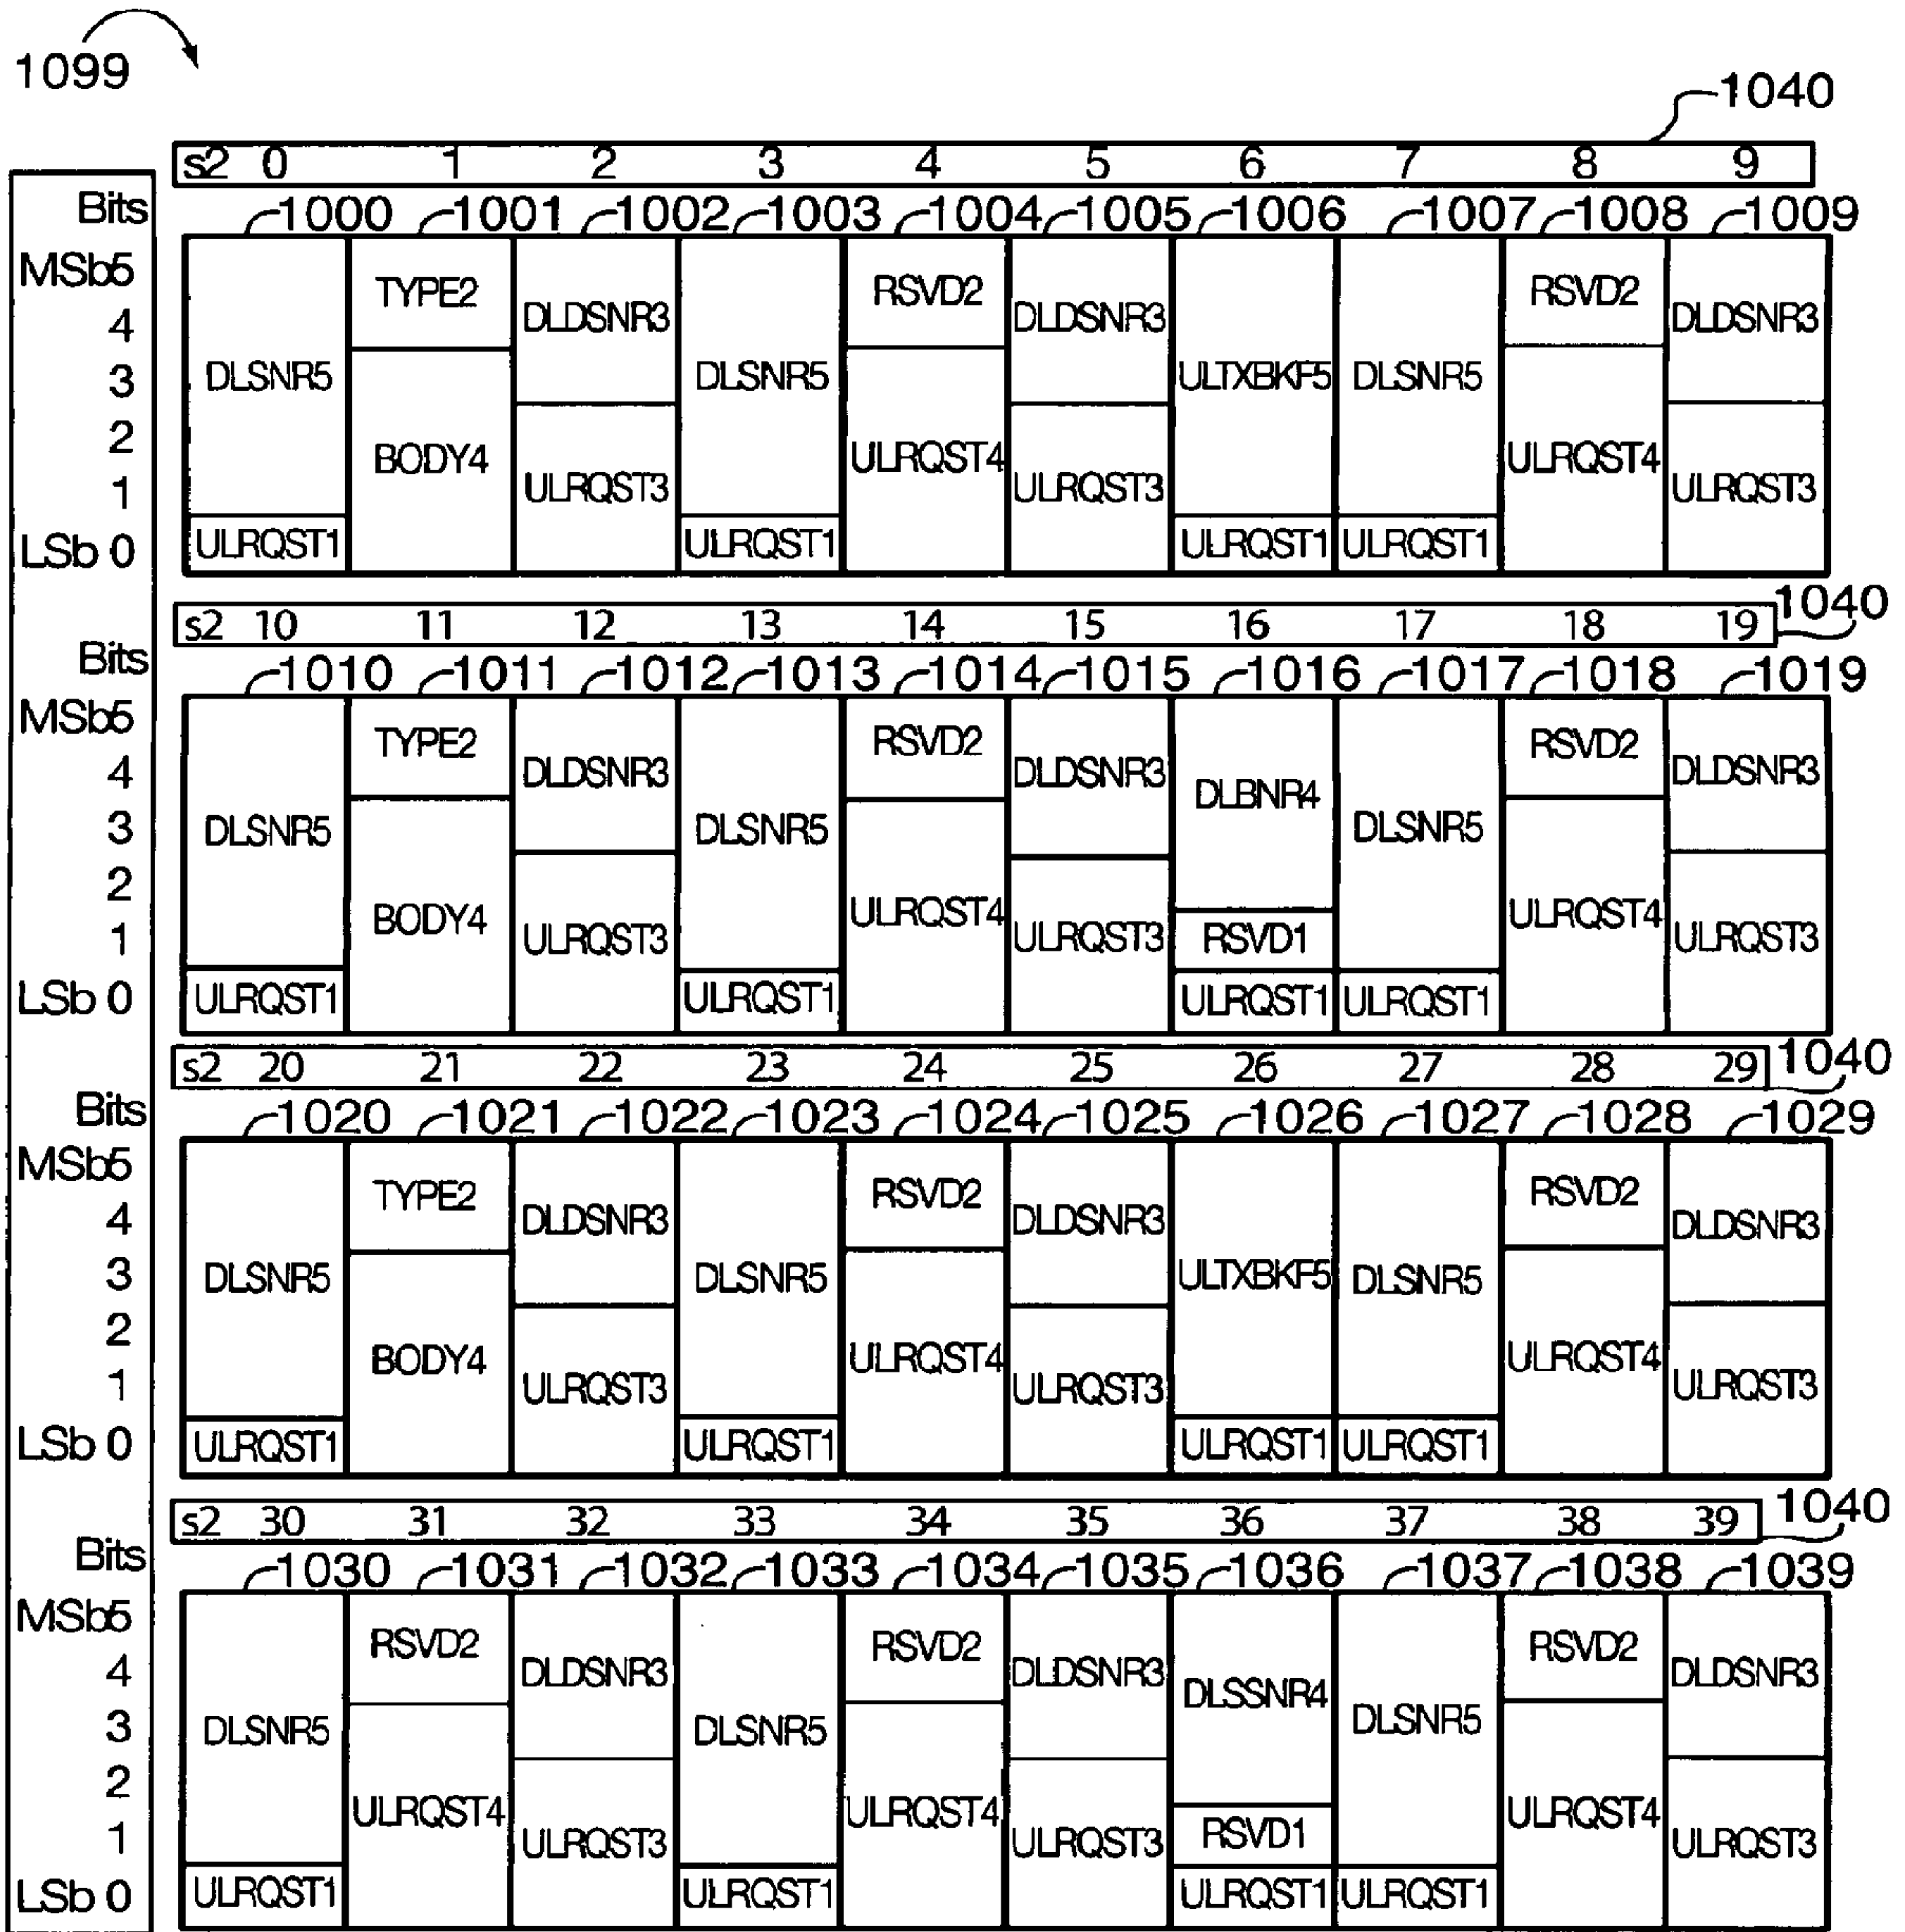 1099
1040
s2 0 1 2 3 4 5 6 7 8 9
Bits 1000 1001 1002 1003 1004 1005 1006 1007 1008 1009
MSb5 TYPE2 RSVD2 RSVD2
4 DLDSNR3 DLDSNR3 DLDSNR3
3 DLSNR5 DLSNR5 ULTXBKF5 DLSNR5
2 BODY4 ULRQST4 ULRQST4
1 ULRQST3 ULRQST3 ULRQST3
LSb 0 ULRQST1 ULRQST1 ULRQST1 ULRQST1
s2 10 11 12 13 14 15 16 17 18 19 1040
Bits 1010 1011 1012 1013 1014 1015 1016 1017 1018 1019
MSb5 TYPE2 RSVD2 RSVD2
4 DLDSNR3 DLDSNR3 DLBNR4 DLDSNR3
3 DLSNR5 DLSNR5 DLSNR5
2 BODY4 ULRQST4 ULRQST4
1 ULRQST3 ULRQST3 RSVD1 ULRQST3
LSb 0 ULRQST1 ULRQST1 ULRQST1 ULRQST1
s2 20 21 22 23 24 25 26 27 28 29 1040
Bits 1020 1021 1022 1023 1024 1025 1026 1027 1028 1029
MSb5 TYPE2 RSVD2 RSVD2
4 DLDSNR3 DLDSNR3 DLDSNR3
3 DLSNR5 DLSNR5 ULTXBKF5 DLSNR5
2 BODY4 ULRQST4 ULRQST4
1 ULRQST3 ULRQST3 ULRQST3
LSb 0 ULRQST1 ULRQST1 ULRQST1 ULRQST1
s2 30 31 32 33 34 35 36 37 38 39 1040
Bits 1030 1031 1032 1033 1034 1035 1036 1037 1038 1039
MSb5 RSVD2 RSVD2 RSVD2
4 DLDSNR3 DLDSNR3 DLSSNR4 DLDSNR3
3 DLSNR5 DLSNR5 DLSNR5
2 ULRQST4 ULRQST4 ULRQST4
1 ULRQST3 ULRQST3 RSVD1 ULRQST3
LSb 0 ULRQST1 ULRQST1 ULRQST1 ULRQST1